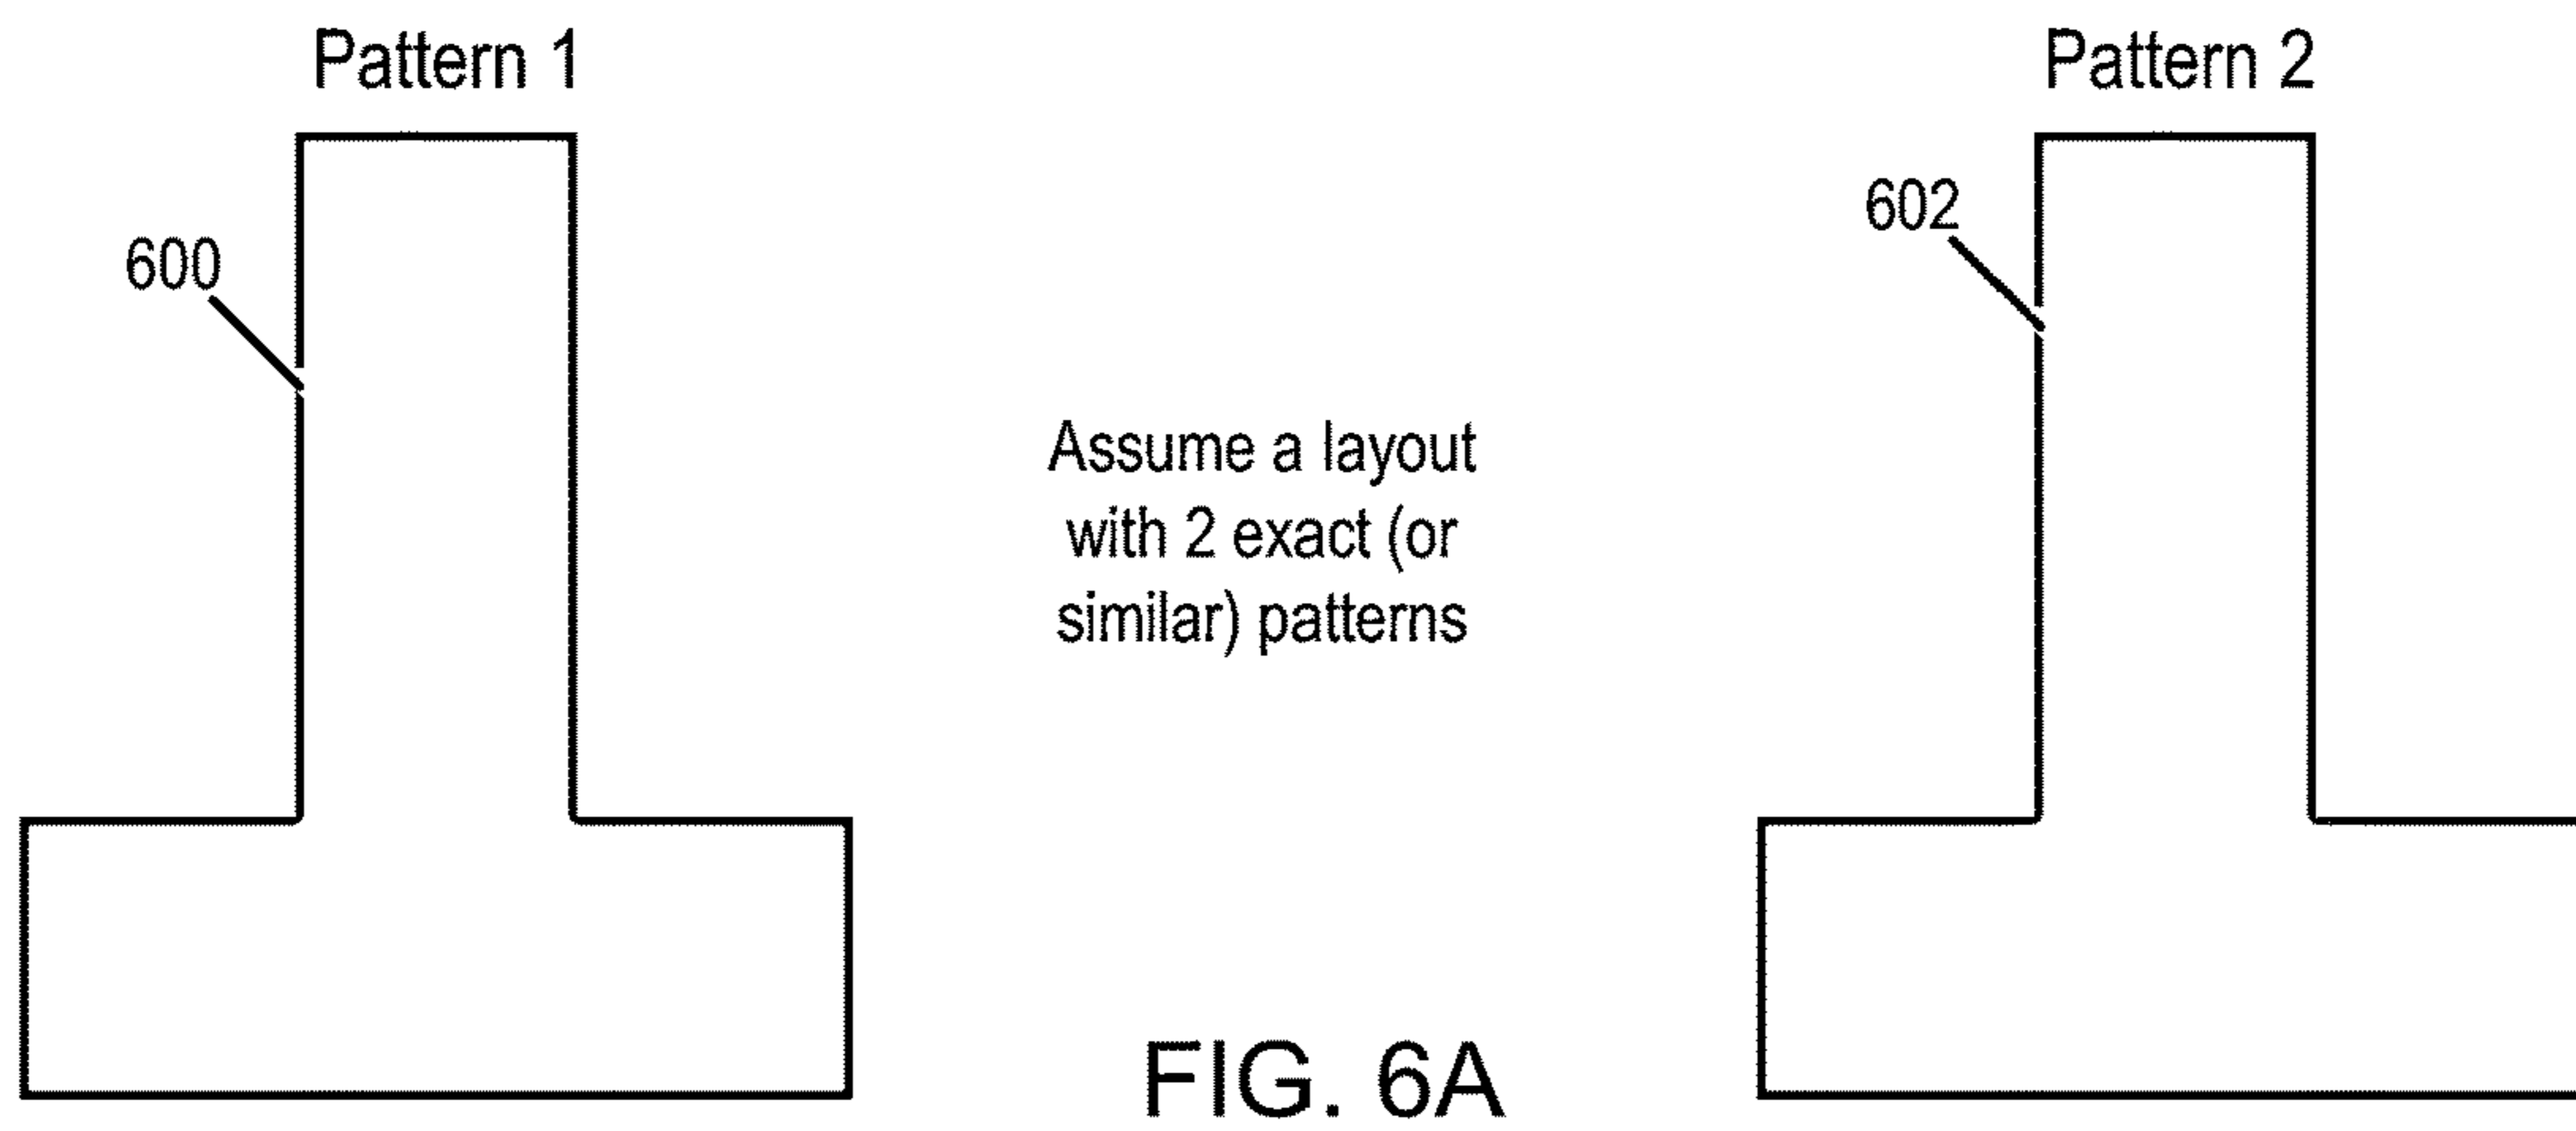 Pattern 1
Pattern 2
600
602
Assume a layout
with 2 exact (or
similar) patterns
FIG. 6A